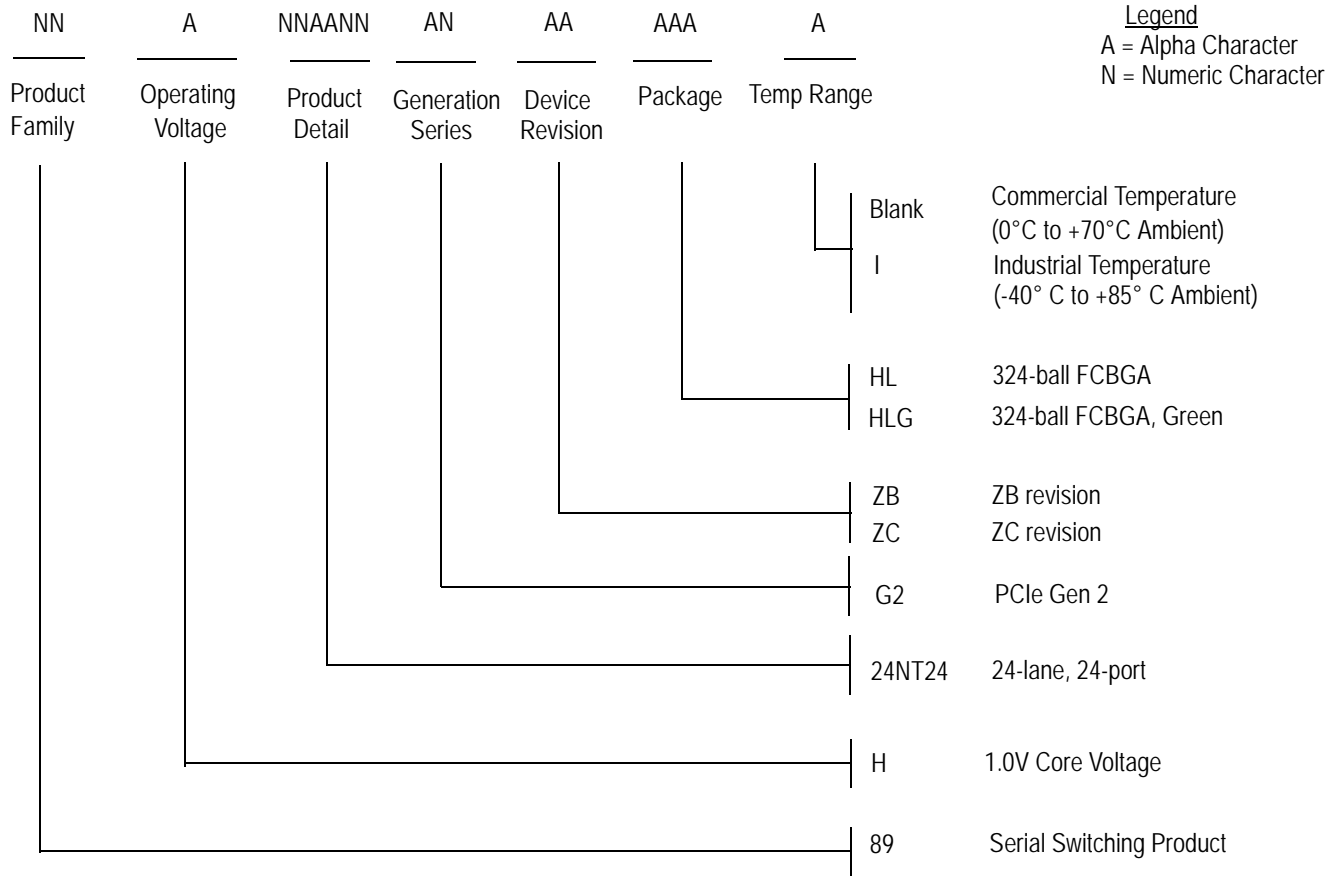 NN A NNAANN AN AA AAA A
Legend
A = Alpha Character
N = Numeric Character
Product Family
Operating Voltage
Product Detail
Generation Series
Device Revision
Package
Temp Range
Blank Commercial Temperature
(0°C to +70°C Ambient)
I Industrial Temperature
(-40° C to +85° C Ambient)
HL 324-ball FCBGA
HLG 324-ball FCBGA, Green
ZB ZB revision
ZC ZC revision
G2 PCIe Gen 2
24NT24 24-lane, 24-port
H 1.0V Core Voltage
89 Serial Switching Product